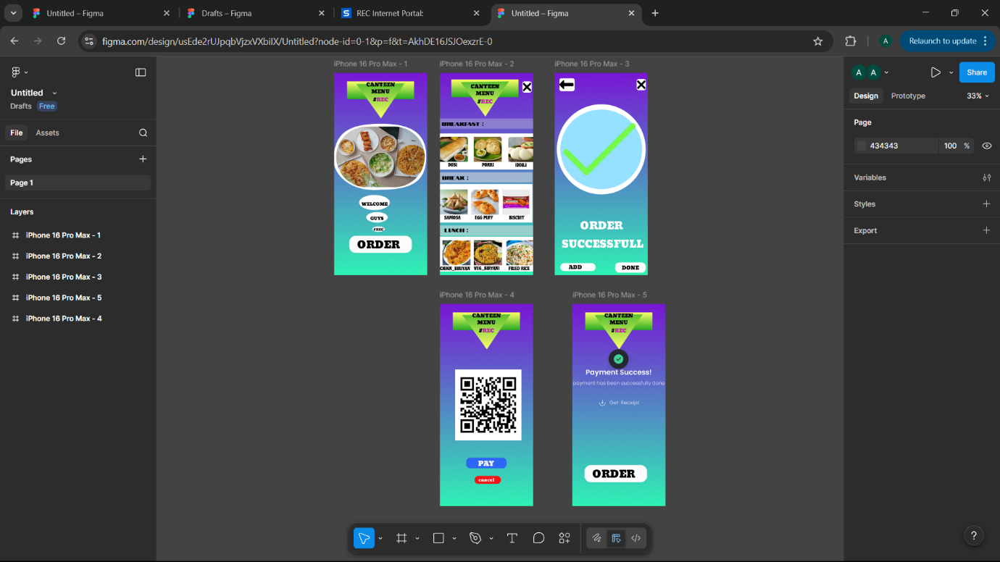 Untitled – Figma
Drafts – Figma
S REC Internet Portal:
Untitled – Figma
figma.com/design/usEde2rUJpqbVjzxVXbiIX/Untitled?node-id=0-1&p=f&t=AkhDE16JSJOexzrE-0
A
Relaunch to update
Untitled
Drafts Free
File Assets
Pages
Page 1
Layers
iPhone 16 Pro Max - 1
iPhone 16 Pro Max - 2
iPhone 16 Pro Max - 3
iPhone 16 Pro Max - 5
iPhone 16 Pro Max - 4
iPhone 16 Pro Max - 1
CANTEEN
MENU
#REC
WELCOME
GUYS
#REC
ORDER
iPhone 16 Pro Max - 2
CANTEEN
MENU
#REC
BREAKFAST :
DOSI PORRI IDDILI
BREAK :
SAMOSA EGG PUFF BISCUIT
LUNCH :
CHIKN_BIRIYAN VEG_BIRYANI FRIED RICE
iPhone 16 Pro Max - 3
ORDER
SUCCESSFULL
ADD DONE
iPhone 16 Pro Max - 4
CANTEEN
MENU
#REC
PAY
cancel
iPhone 16 Pro Max - 5
CANTEEN
MENU
#REC
Payment Success!
payment has been successfully done
Get Receipt
ORDER
A A
Share
Design Prototype 33%
Page
434343 100 %
Variables
Styles
Export
?